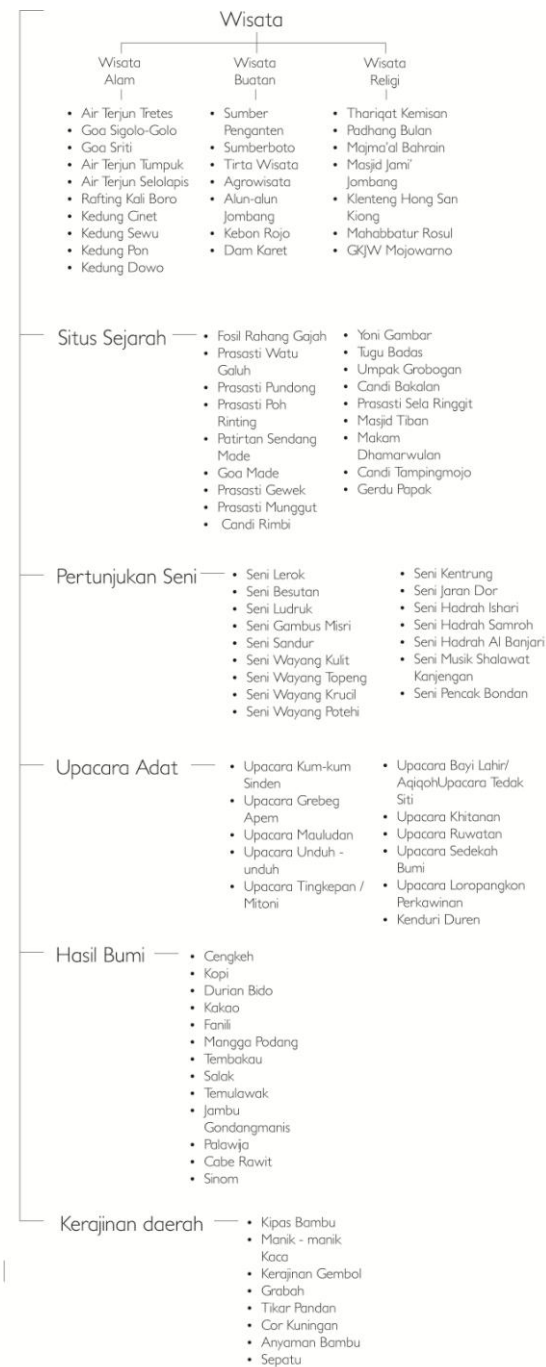 Wisata
Wisata
Alam
• Air Terjun Tretes
• Goa Sigolo-Golo
• Goa Sriti
• Air Terjun Tumpuk
• Air Terjun Selolapis
• Rafting Kali Boro
• Kedung Cinet
• Kedung Sewu
• Kedung Pon
• Kedung Dowo
Wisata
Buatan
• Sumber
Penganten
• Sumberboto
• Tirta Wisata
• Agrowisata
• Alun-alun
Jombang
• Kebon Rojo
• Dam Karet
Wisata
Religi
• Thariqat Kemisan
• Padhang Bulan
• Majma'al Bahrain
• Masjid Jami'
Jombang
• Klenteng Hong San
Kiong
• Mahabbatur Rosul
• GKJW Mojowarno
Situs Sejarah
• Fosil Rahang Gajah
• Prasasti Watu
Galuh
• Prasasti Pundong
• Prasasti Poh
Rinting
• Patirtan Sendang
Made
• Goa Made
• Prasasti Gewek
• Prasasti Munggut
• Candi Rimbi
• Yoni Gambar
• Tugu Badas
• Umpak Grobogan
• Candi Bakalan
• Prasasti Sela Ringgit
• Masjid Tiban
• Makam
Dhamarwulan
• Candi Tampingmojo
• Gerdu Papak
Pertunjukan Seni
• Seni Lerok
• Seni Besutan
• Seni Ludruk
• Seni Gambus Misri
• Seni Sandur
• Seni Wayang Kulit
• Seni Wayang Topeng
• Seni Wayang Krucil
• Seni Wayang Potehi
• Seni Kentrung
• Seni Jaran Dor
• Seni Hadrah Ishari
• Seni Hadrah Samroh
• Seni Hadrah Al Banjari
• Seni Musik Shalawat
Kanjengan
• Seni Pencak Bondan
Upacara Adat
• Upacara Kum-kum
Sinden
• Upacara Grebeg
Apem
• Upacara Mauludan
• Upacara Unduh -
unduh
• Upacara Tingkepan /
Mitoni
• Upacara Bayi Lahir/
AqiqohUpacara Tedak
Siti
• Upacara Khitanan
• Upacara Ruwatan
• Upacara Sedekah
Bumi
• Upacara Loropangkon
Perkawinan
• Kenduri Duren
Hasil Bumi
• Cengkeh
• Kopi
• Durian Bido
• Kakao
• Fanili
• Mangga Podang
• Tembakau
• Salak
• Temulawak
• Jambu
Gondangmanis
• Palawija
• Cabe Rawit
• Sinom
Kerajinan daerah
• Kipas Bambu
• Manik - manik
Kaca
• Kerajinan Gembol
• Grabah
• Tikar Pandan
• Cor Kuningan
• Anyaman Bambu
• Sepatu